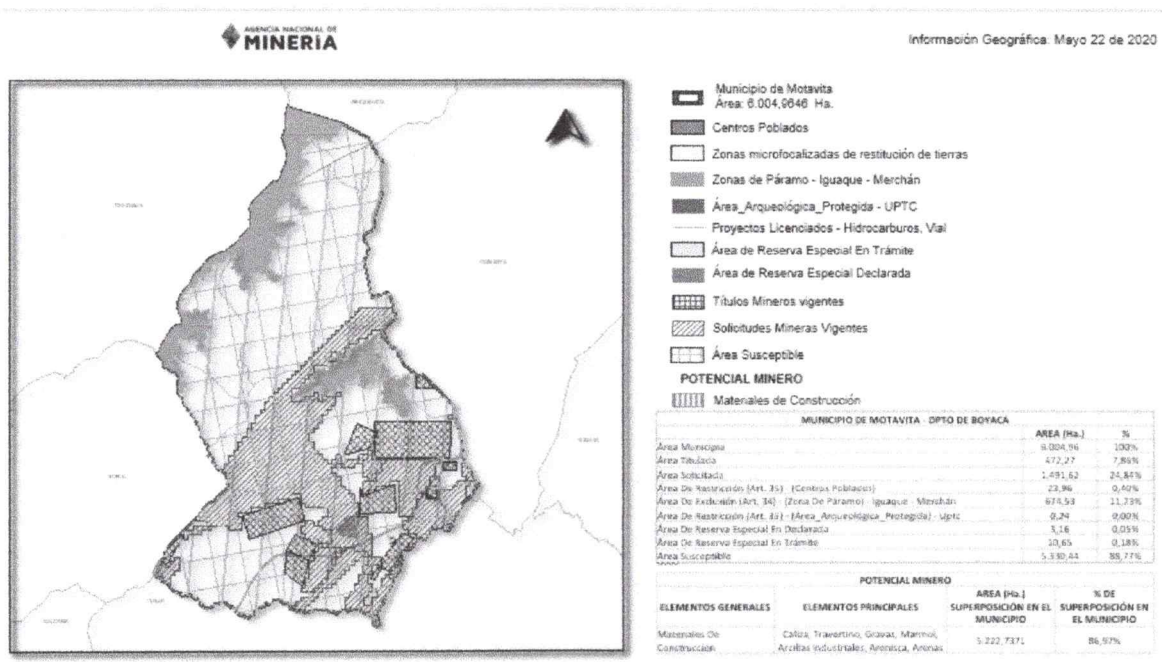 AGENCIA NACIONAL DE
MINERÍA
Información Geográfica: Mayo 22 de 2020
Municipio de Motavita
Área: 6.004,9646 Ha.
Centros Poblados
Zonas microfocalizadas de restitución de tierras
Zonas de Páramo - Iguaque - Merchán
Área_Arqueológica_Protegida - UPTC
Proyectos Licenciados - Hidrocarburos, Vial
Área de Reserva Especial En Trámite
Área de Reserva Especial Declarada
Títulos Mineros vigentes
Solicitudes Mineras Vigentes
Área Susceptible
POTENCIAL MINERO
Materiales de Construcción
MUNICIPIO DE MOTAVITA - DPTO DE BOYACA
AREA (Ha.) %
Área Municipio 6.004,96 100%
Área Titulada 472,27 7,86%
Área Solicitada 1.491,62 24,84%
Área De Restricción (Art. 35) - (Centros Poblados) 23,96 0,40%
Área De Exclusión (Art. 34) - (Zona De Páramo) - Iguaque - Merchán 674,53 11,23%
Área De Restricción (Art. 35) - (Área_Arqueológica_Protegida) - Uptc 0,24 0,00%
Área De Reserva Especial En Declarada 3,16 0,05%
Área De Reserva Especial En Trámite 10,65 0,18%
Área Susceptible 5.330,44 88,77%
POTENCIAL MINERO
ELEMENTOS GENERALES ELEMENTOS PRINCIPALES AREA (Ha.) SUPERPOSICIÓN EN EL MUNICIPIO % DE SUPERPOSICIÓN EN EL MUNICIPIO
Materiales De Construcción Caliza, Travertino, Gravas, Marmol, Arcillas Industriales, Arenisca, Arenas 5.222,7371 86,97%